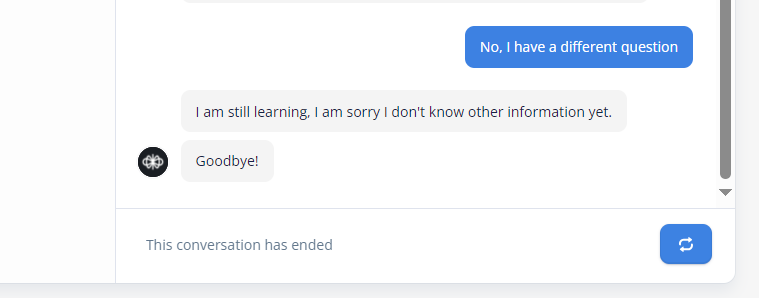 No, I have a different question
I am still learning, I am sorry I don't know other information yet.
Goodbye!
This conversation has ended